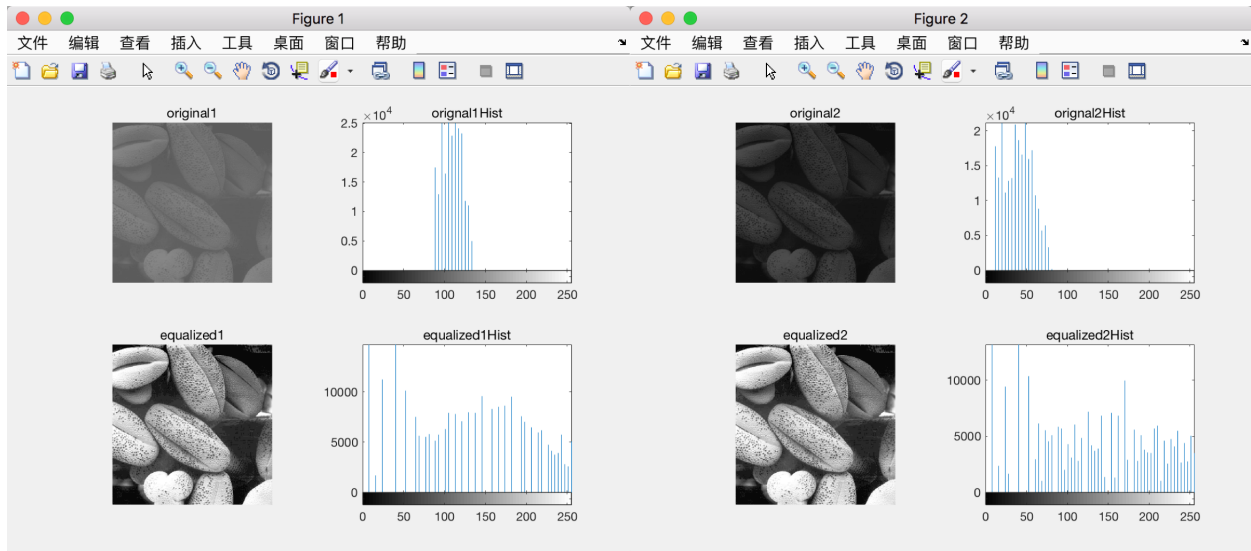 Figure 1
文件 编辑 查看 插入 工具 桌面 窗口 帮助
original1
orignal1Hist
×10^4
2.5
2
1.5
1
0.5
0
0 50 100 150 200 250
equalized1
equalized1Hist
10000
5000
0
0 50 100 150 200 250
Figure 2
文件 编辑 查看 插入 工具 桌面 窗口 帮助
original2
orignal2Hist
×10^4
2
1.5
1
0.5
0
0 50 100 150 200 250
equalized2
equalized2Hist
10000
5000
0
0 50 100 150 200 250